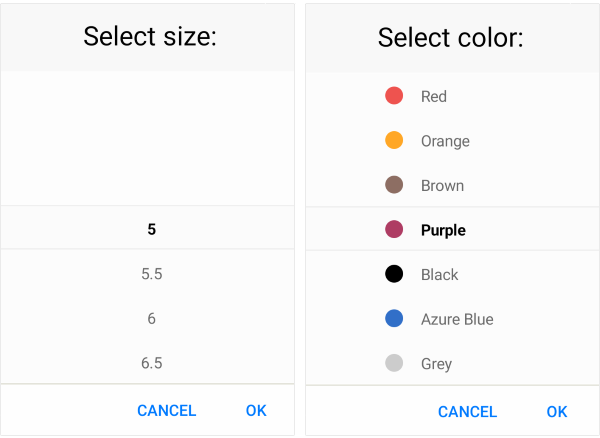 Select size:
5
5.5
6
6.5
CANCEL OK
Select color:
Red
Orange
Brown
Purple
Black
Azure Blue
Grey
CANCEL OK